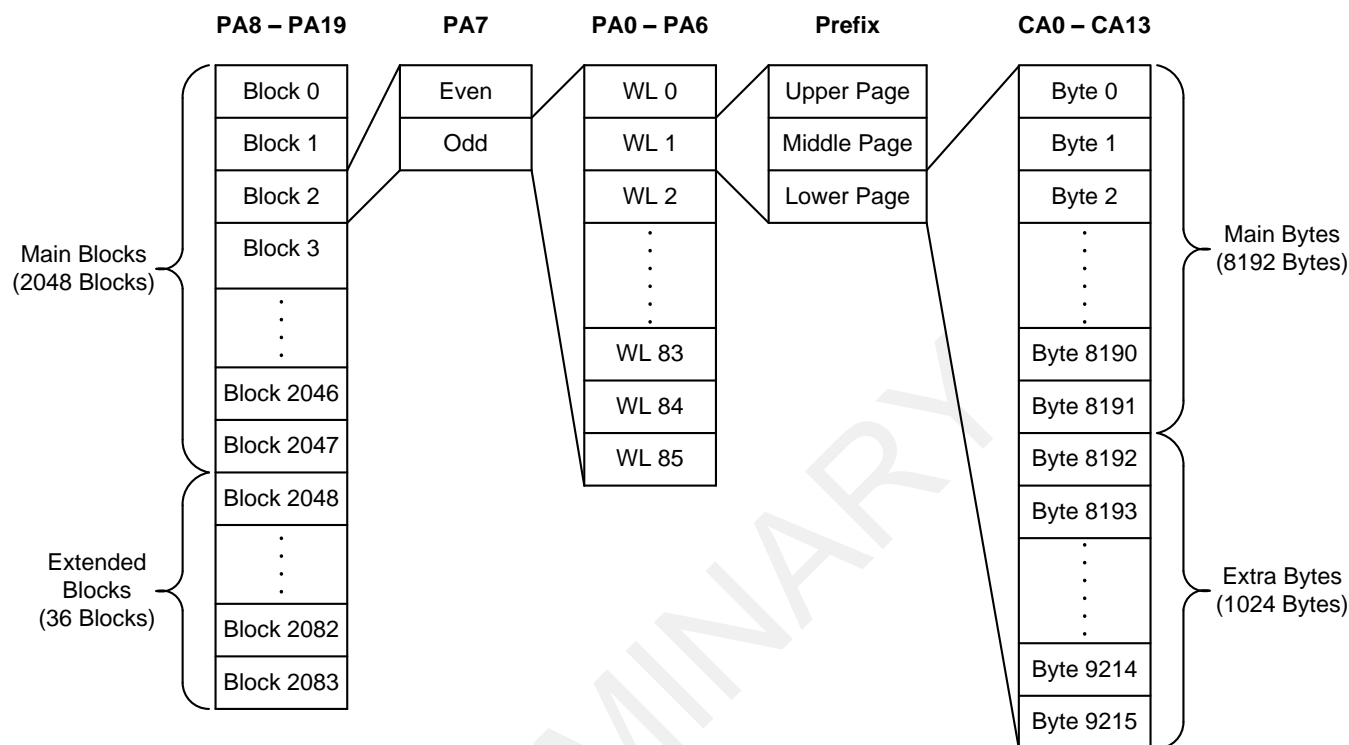 PA8 – PA19
PA7
PA0 – PA6
Prefix
CA0 – CA13
Block 0
Block 1
Block 2
Block 3
Block 2046
Block 2047
Block 2048
Block 2082
Block 2083
Main Blocks
(2048 Blocks)
Extended
Blocks
(36 Blocks)
Even
Odd
WL 0
WL 1
WL 2
WL 83
WL 84
WL 85
Upper Page
Middle Page
Lower Page
Byte 0
Byte 1
Byte 2
Byte 8190
Byte 8191
Byte 8192
Byte 8193
Byte 9214
Byte 9215
Main Bytes
(8192 Bytes)
Extra Bytes
(1024 Bytes)
MINARY